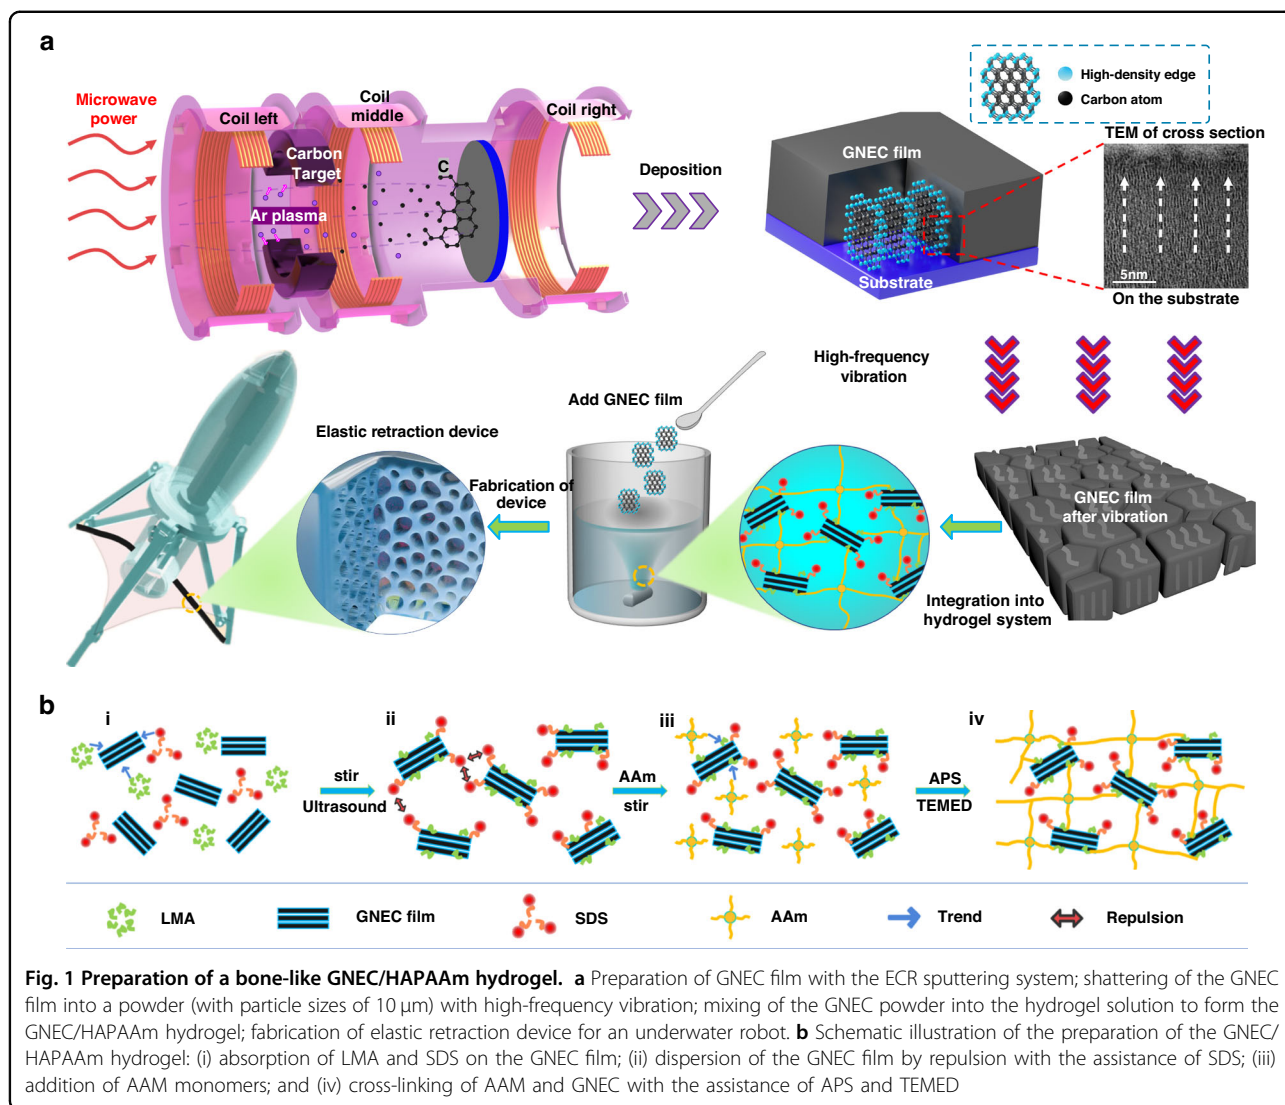 a
Microwave
power
Coil left
Coil
middle
Coil right
Carbon
Target
Ar plasma
C
Deposition
High-density edge
Carbon atom
TEM of cross section
GNEC film
Substrate
5nm
On the substrate
High-frequency
vibration
Add GNEC film
Elastic retraction device
Fabrication of
device
GNEC film
after vibration
Integration into
hydrogel system
b
i
ii
iii
iv
stir
Ultrasound
AAm
stir
APS
TEMED
LMA
GNEC film
SDS
AAm
Trend
Repulsion
Fig. 1 Preparation of a bone-like GNEC/HAPAAm hydrogel. a Preparation of GNEC film with the ECR sputtering system; shattering of the GNEC
film into a powder (with particle sizes of 10 μm) with high-frequency vibration; mixing of the GNEC powder into the hydrogel solution to form the
GNEC/HAPAAm hydrogel; fabrication of elastic retraction device for an underwater robot. b Schematic illustration of the preparation of the GNEC/
HAPAAm hydrogel: (i) absorption of LMA and SDS on the GNEC film; (ii) dispersion of the GNEC film by repulsion with the assistance of SDS; (iii)
addition of AAM monomers; and (iv) cross-linking of AAM and GNEC with the assistance of APS and TEMED